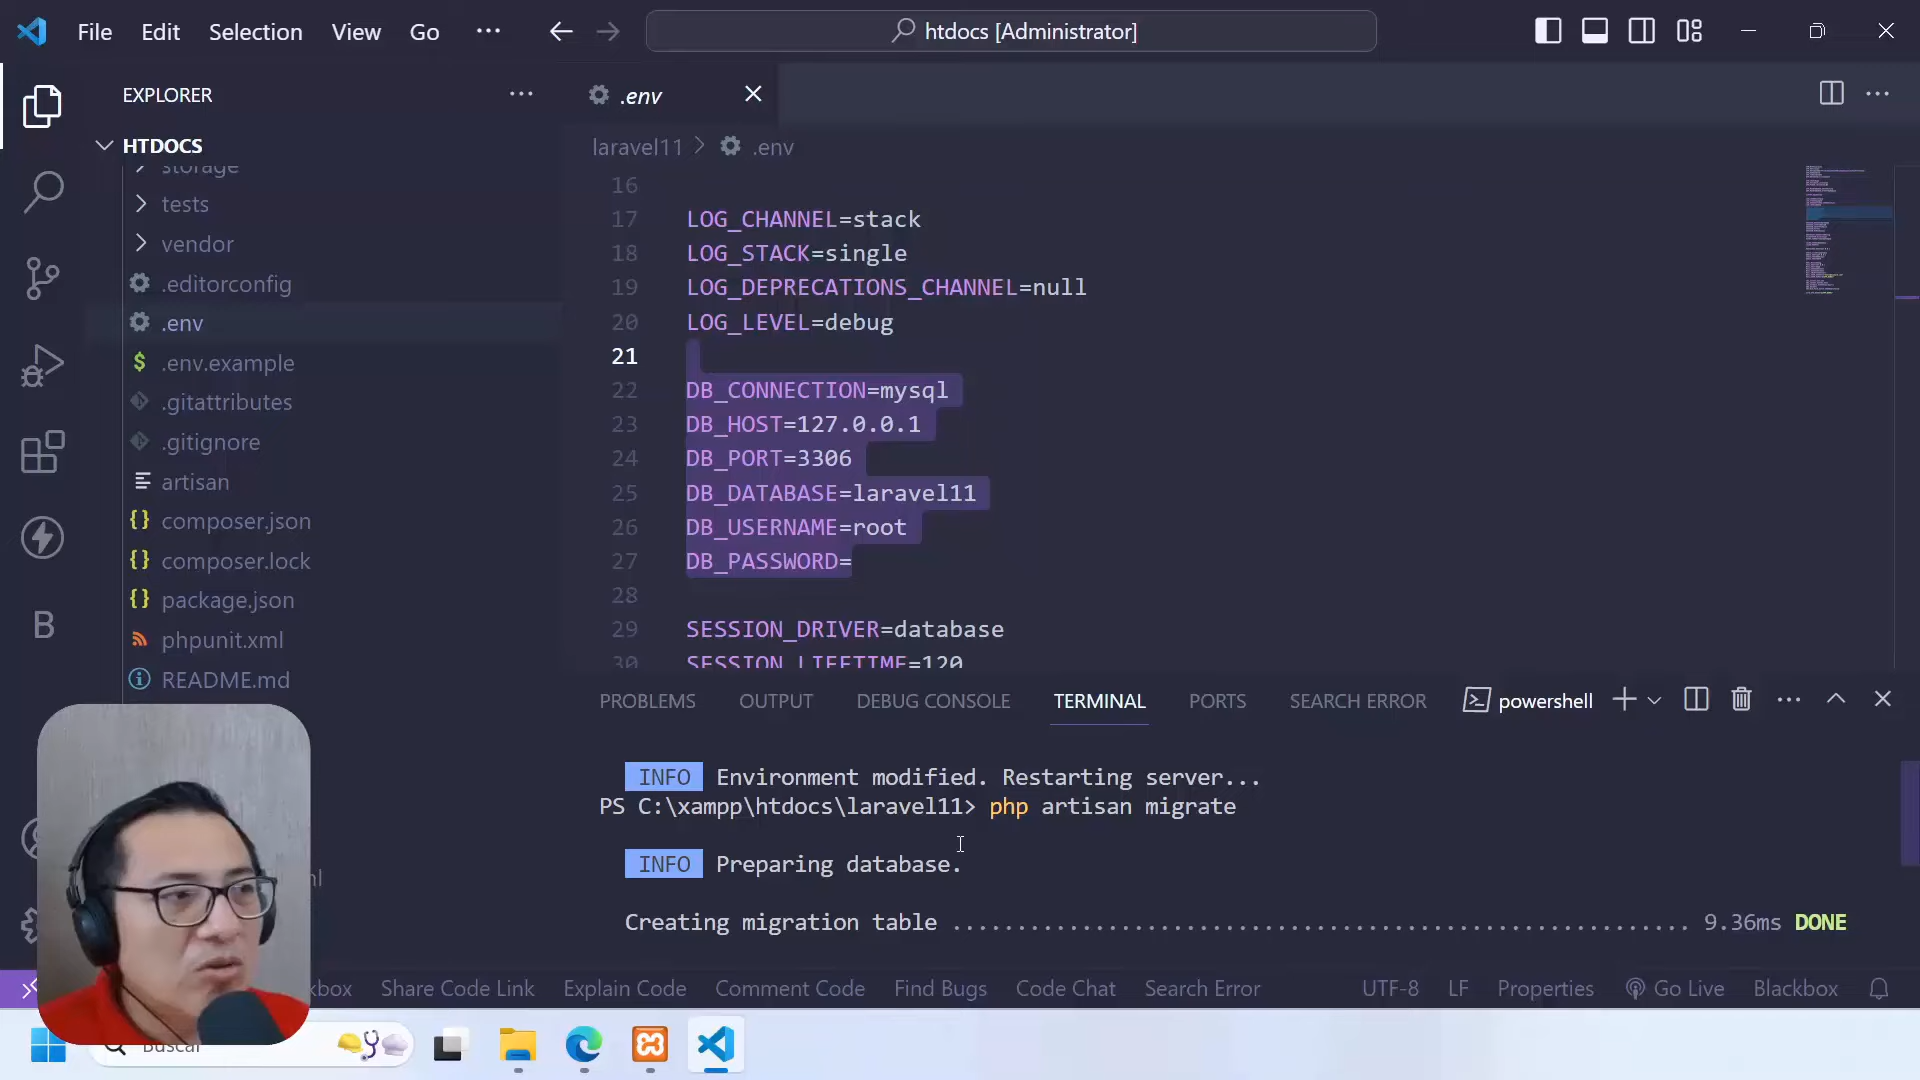 File Edit Selection View Go ··· htdocs [Administrator]
EXPLORER ···
HTDOCS
storage
tests
vendor
.editorconfig
.env
.env.example
.gitattributes
.gitignore
artisan
composer.json
composer.lock
package.json
phpunit.xml
README.md
.env
laravel11 > .env
16
17 LOG_CHANNEL=stack
18 LOG_STACK=single
19 LOG_DEPRECATIONS_CHANNEL=null
20 LOG_LEVEL=debug
21
22 DB_CONNECTION=mysql
23 DB_HOST=127.0.0.1
24 DB_PORT=3306
25 DB_DATABASE=laravel11
26 DB_USERNAME=root
27 DB_PASSWORD=
28
29 SESSION_DRIVER=database
30 SESSION_LIFETIME=120
PROBLEMS OUTPUT DEBUG CONSOLE TERMINAL PORTS SEARCH ERROR powershell
INFO Environment modified. Restarting server...
PS C:\xampp\htdocs\laravel11> php artisan migrate
INFO Preparing database.
Creating migration table ......................................................... 9.36ms DONE
kbox Share Code Link Explain Code Comment Code Find Bugs Code Chat Search Error UTF-8 LF Properties Go Live Blackbox
Buscar